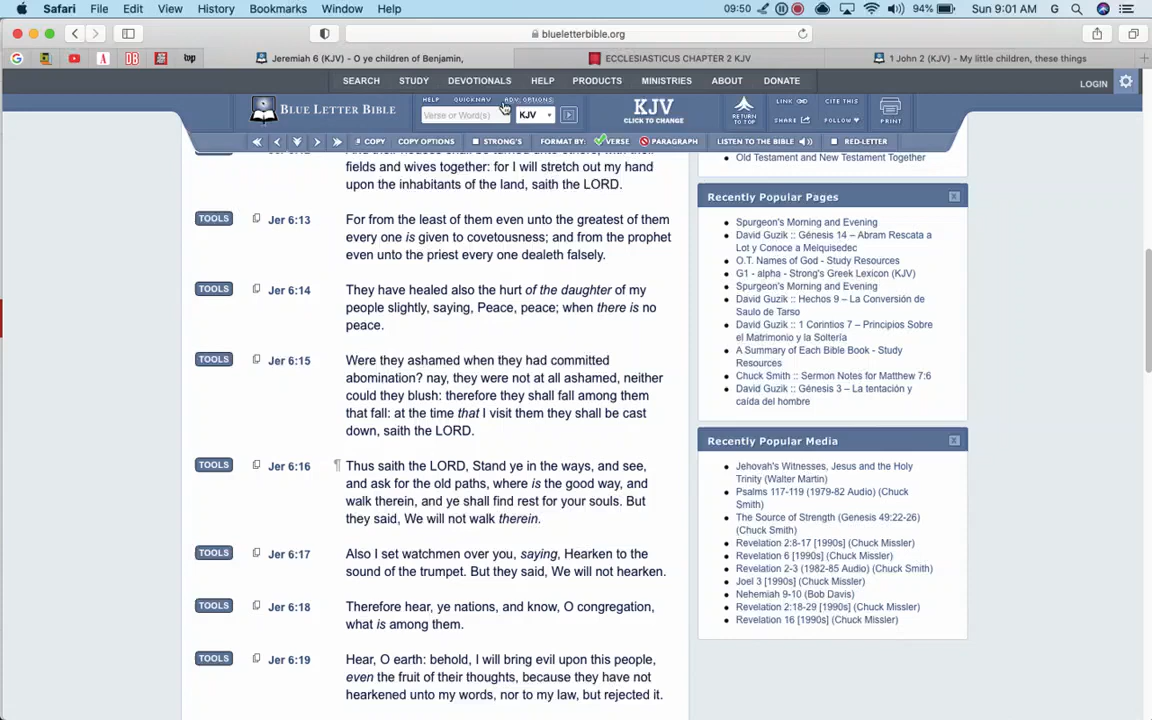 Safari File Edit View History Bookmarks Window Help 09:50 94% Sun 9:01 AM G
blueletterbible.org
Jeremiah 6 (KJV) - O ye children of Benjamin,
ECCLESIASTICUS CHAPTER 2 KJV
1 John 2 (KJV) - My little children, these things
SEARCH STUDY DEVOTIONALS HELP PRODUCTS MINISTRIES ABOUT DONATE LOGIN
BLUE LETTER BIBLE
HELP QUICKNAV ADV. OPTIONS
Verse or Word(s) KJV
KJV
CLICK TO CHANGE
RETURN TO TOP
LINK CITE THIS
SHARE FOLLOW
PRINT
COPY COPY OPTIONS STRONG'S FORMAT BY: VERSE PARAGRAPH LISTEN TO THE BIBLE RED-LETTER
fields and wives together: for I will stretch out my hand
upon the inhabitants of the land, saith the LORD.
TOOLS Jer 6:13 For from the least of them even unto the greatest of them
every one is given to covetousness; and from the prophet
even unto the priest every one dealeth falsely.
TOOLS Jer 6:14 They have healed also the hurt of the daughter of my
people slightly, saying, Peace, peace; when there is no
peace.
TOOLS Jer 6:15 Were they ashamed when they had committed
abomination? nay, they were not at all ashamed, neither
could they blush: therefore they shall fall among them
that fall: at the time that I visit them they shall be cast
down, saith the LORD.
TOOLS Jer 6:16 ¶ Thus saith the LORD, Stand ye in the ways, and see,
and ask for the old paths, where is the good way, and
walk therein, and ye shall find rest for your souls. But
they said, We will not walk therein.
TOOLS Jer 6:17 Also I set watchmen over you, saying, Hearken to the
sound of the trumpet. But they said, We will not hearken.
TOOLS Jer 6:18 Therefore hear, ye nations, and know, O congregation,
what is among them.
TOOLS Jer 6:19 Hear, O earth: behold, I will bring evil upon this people,
even the fruit of their thoughts, because they have not
hearkened unto my words, nor to my law, but rejected it.
Old Testament and New Testament Together
Recently Popular Pages
Spurgeon's Morning and Evening
David Guzik :: Génesis 14 – Abram Rescata a
Lot y Conoce a Melquisedec
O.T. Names of God - Study Resources
G1 - alpha - Strong's Greek Lexicon (KJV)
Spurgeon's Morning and Evening
David Guzik :: Hechos 9 – La Conversión de
Saulo de Tarso
David Guzik :: 1 Corintios 7 – Principios Sobre
el Matrimonio y la Soltería
A Summary of Each Bible Book - Study
Resources
Chuck Smith :: Sermon Notes for Matthew 7:6
David Guzik :: Génesis 3 – La tentación y
caída del hombre
Recently Popular Media
Jehovah's Witnesses, Jesus and the Holy
Trinity (Walter Martin)
Psalms 117-119 (1979-82 Audio) (Chuck
Smith)
The Source of Strength (Genesis 49:22-26)
(Chuck Smith)
Revelation 2:8-17 [1990s] (Chuck Missler)
Revelation 6 [1990s] (Chuck Missler)
Revelation 2-3 (1982-85 Audio) (Chuck Smith)
Joel 3 [1990s] (Chuck Missler)
Nehemiah 9-10 (Bob Davis)
Revelation 2:18-29 [1990s] (Chuck Missler)
Revelation 16 [1990s] (Chuck Missler)